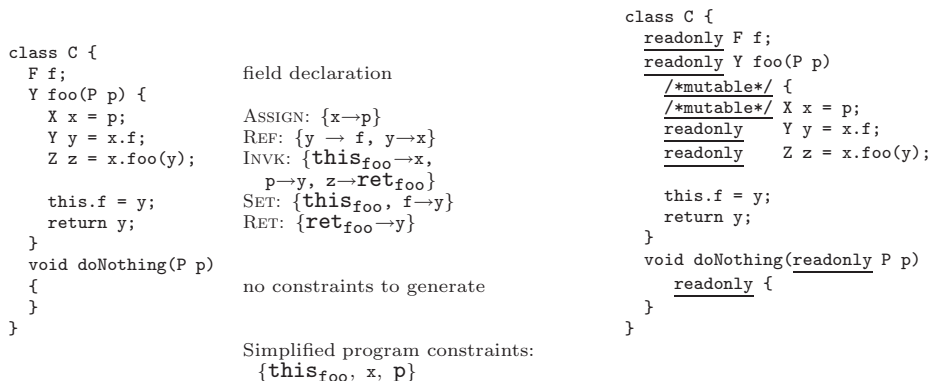 class C {
F f;
Y foo(P p) {
X x = p;
Y y = x.f;
Z z = x.foo(y);
this.f = y;
return y;
}
void doNothing(P p)
{
}
}
field declaration
ASSIGN: {x→p}
REF: {y → f, y→x}
INVK: {this_foo→x,
p→y, z→ret_foo}
SET: {this_foo, f→y}
RET: {ret_foo→y}
no constraints to generate
Simplified program constraints:
{this_foo, x, p}
class C {
readonly F f;
readonly Y foo(P p)
/*mutable*/ {
/*mutable*/ X x = p;
readonly Y y = x.f;
readonly Z z = x.foo(y);
this.f = y;
return y;
}
void doNothing(readonly P p)
readonly {
}
}